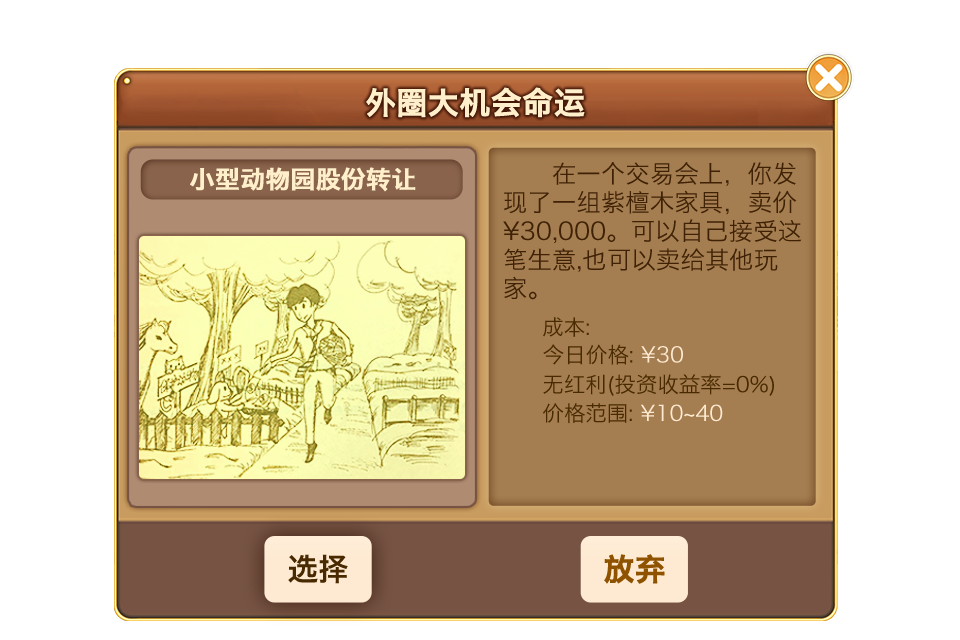 外圈大机会命运
小型动物园股份转让
在一个交易会上，你发
现了一组紫檀木家具，卖价
¥30,000。可以自己接受这
笔生意,也可以卖给其他玩
家。
成本:
今日价格: ¥30
无红利(投资收益率=0%)
价格范围: ¥10~40
选择
放弃